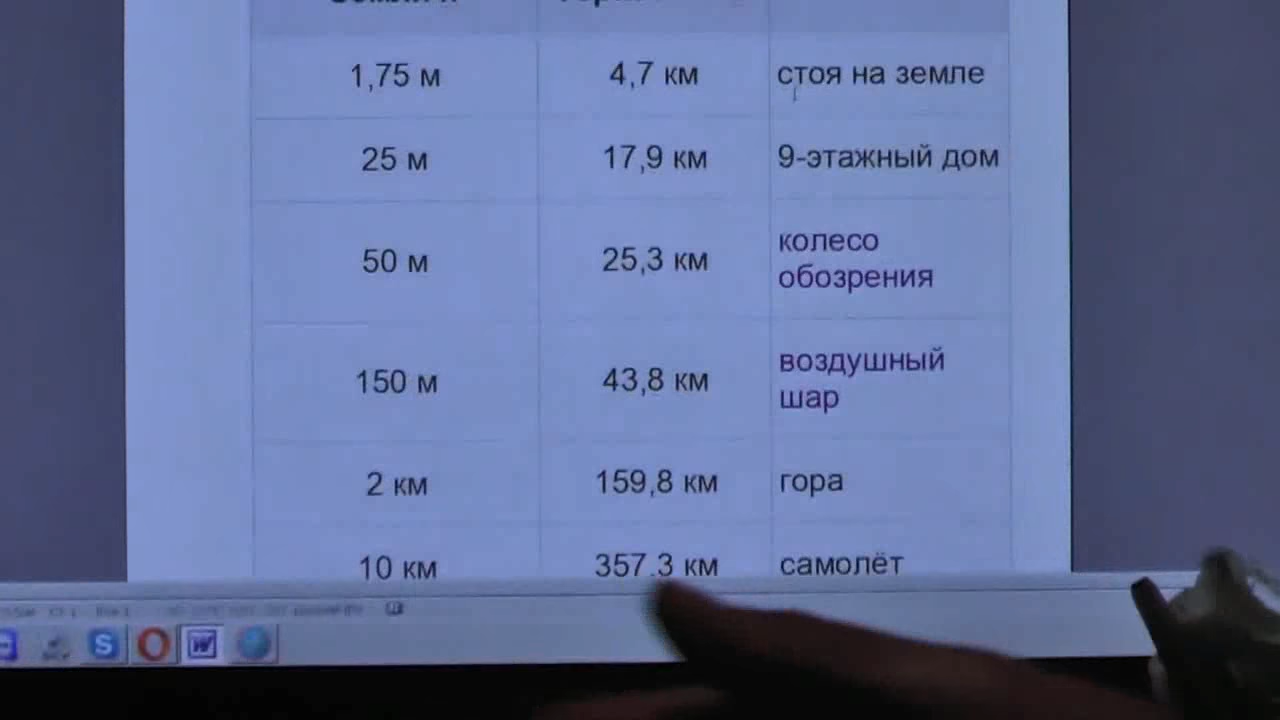 1,75 м 4,7 км стоя на земле
25 м 17,9 км 9-этажный дом
50 м 25,3 км колесо
обозрения
150 м 43,8 км воздушный
шар
2 км 159,8 км гора
10 км 357,3 км самолёт
S W